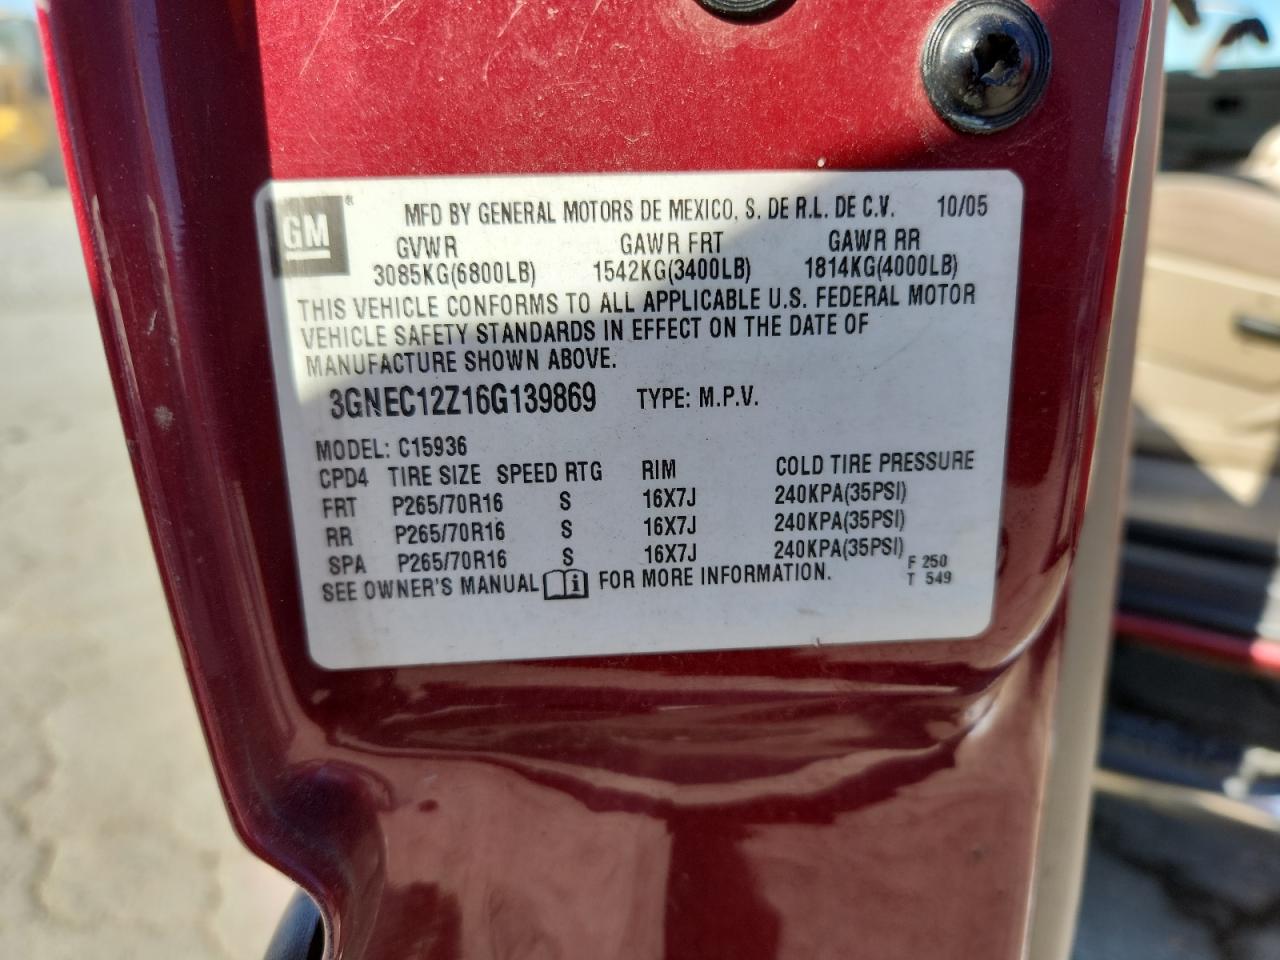 GM® MFD BY GENERAL MOTORS DE MEXICO, S. DE R.L. DE C.V. 10/05
GVWR GAWR FRT GAWR RR
3085KG(6800LB) 1542KG(3400LB) 1814KG(4000LB)
THIS VEHICLE CONFORMS TO ALL APPLICABLE U.S. FEDERAL MOTOR
VEHICLE SAFETY STANDARDS IN EFFECT ON THE DATE OF
MANUFACTURE SHOWN ABOVE.
3GNEC12Z16G139869 TYPE: M.P.V.
MODEL: C15936
CPD4 TIRE SIZE SPEED RTG RIM COLD TIRE PRESSURE
FRT P265/70R16 S 16X7J 240KPA(35PSI)
RR P265/70R16 S 16X7J 240KPA(35PSI)
SPA P265/70R16 S 16X7J 240KPA(35PSI)
SEE OWNER'S MANUAL FOR MORE INFORMATION.
F 250
T 549